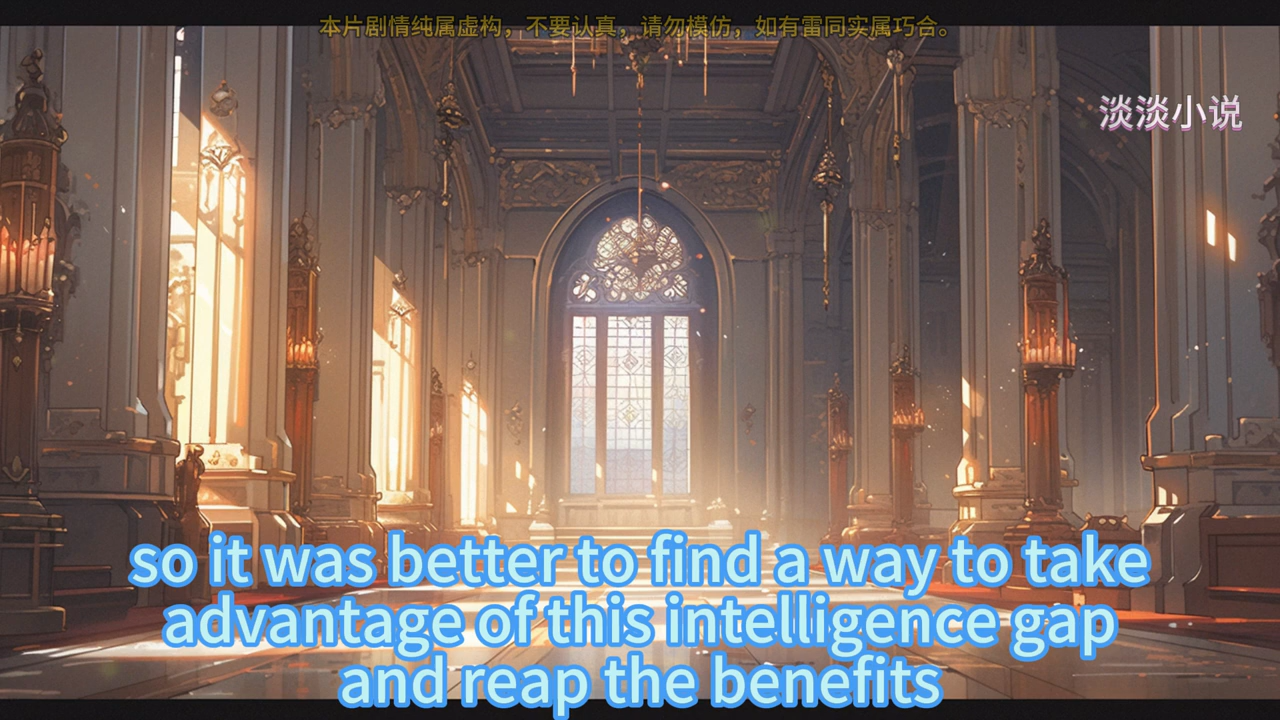 本片剧情纯属虚构，不要认真，请勿模仿，如有雷同实属巧合。
淡淡小说
so it was better to find a way to take
advantage of this intelligence gap
and reap the benefits